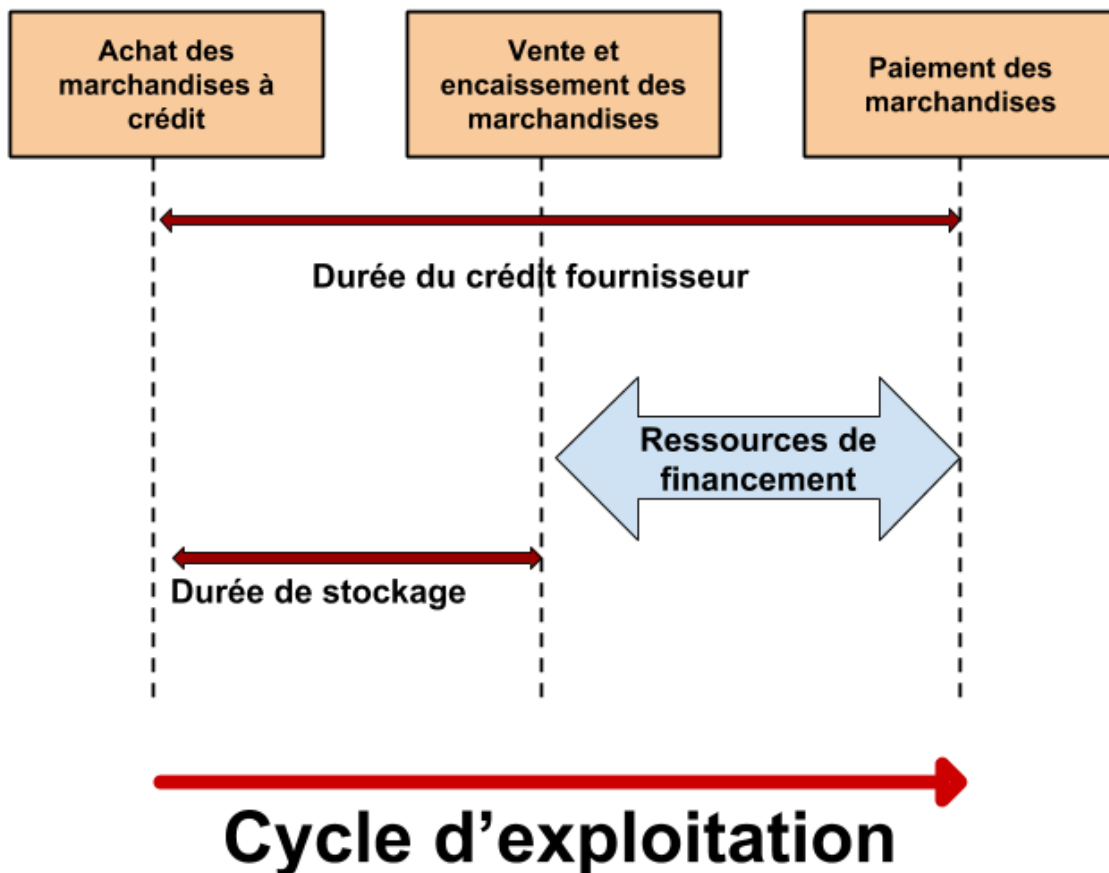 Achat des
marchandises à
crédit
Vente et
encaissement des
marchandises
Paiement des
marchandises
Durée du crédit fournisseur
Ressources de
financement
Durée de stockage
Cycle d’exploitation